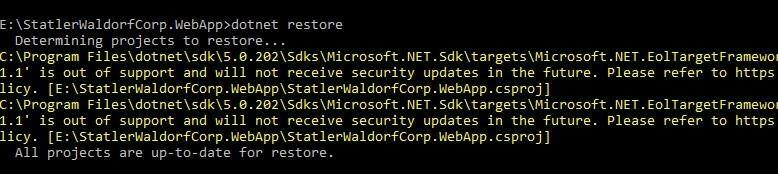 E:\StatlerWaldorfCorp.WebApp>dotnet restore
Determining projects to restore...
C:\Program Files\dotnet\sdk\5.0.202\Sdks\Microsoft.NET.Sdk\targets\Microsoft.NET.EolTargetFramewor
1.1' is out of support and will not receive security updates in the future. Please refer to https
licy. [E:\StatlerWaldorfCorp.WebApp\StatlerWaldorfCorp.WebApp.csproj]
C:\Program Files\dotnet\sdk\5.0.202\Sdks\Microsoft.NET.Sdk\targets\Microsoft.NET.EolTargetFramewor
1.1' is out of support and will not receive security updates in the future. Please refer to https
licy. [E:\StatlerWaldorfCorp.WebApp\StatlerWaldorfCorp.WebApp.csproj]
All projects are up-to-date for restore.